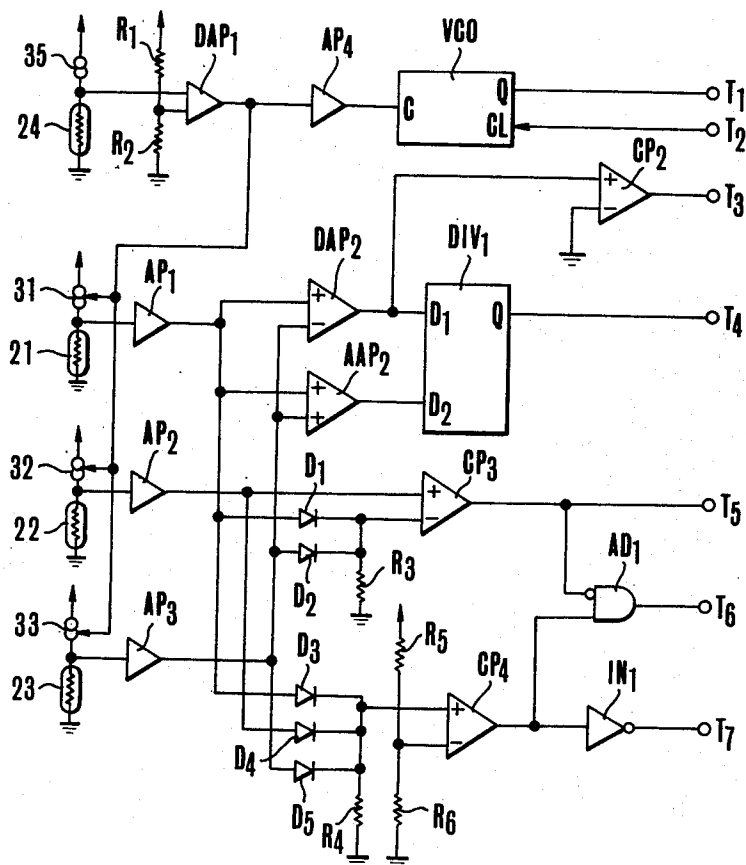 R1
DAP1
AP4
VCO
35
C
Q
T1
24
CL
T2
R2
CP2
+
−
T3
DAP2
DIV1
AP1
31
+
−
D1
Q
T4
21
AAP2
+
+
D2
AP2
32
D1
CP3
+
−
T5
22
AD1
D2
R3
T6
AP3
33
R5
D3
CP4
IN1
23
+
−
T7
D4
D5
R4
R6